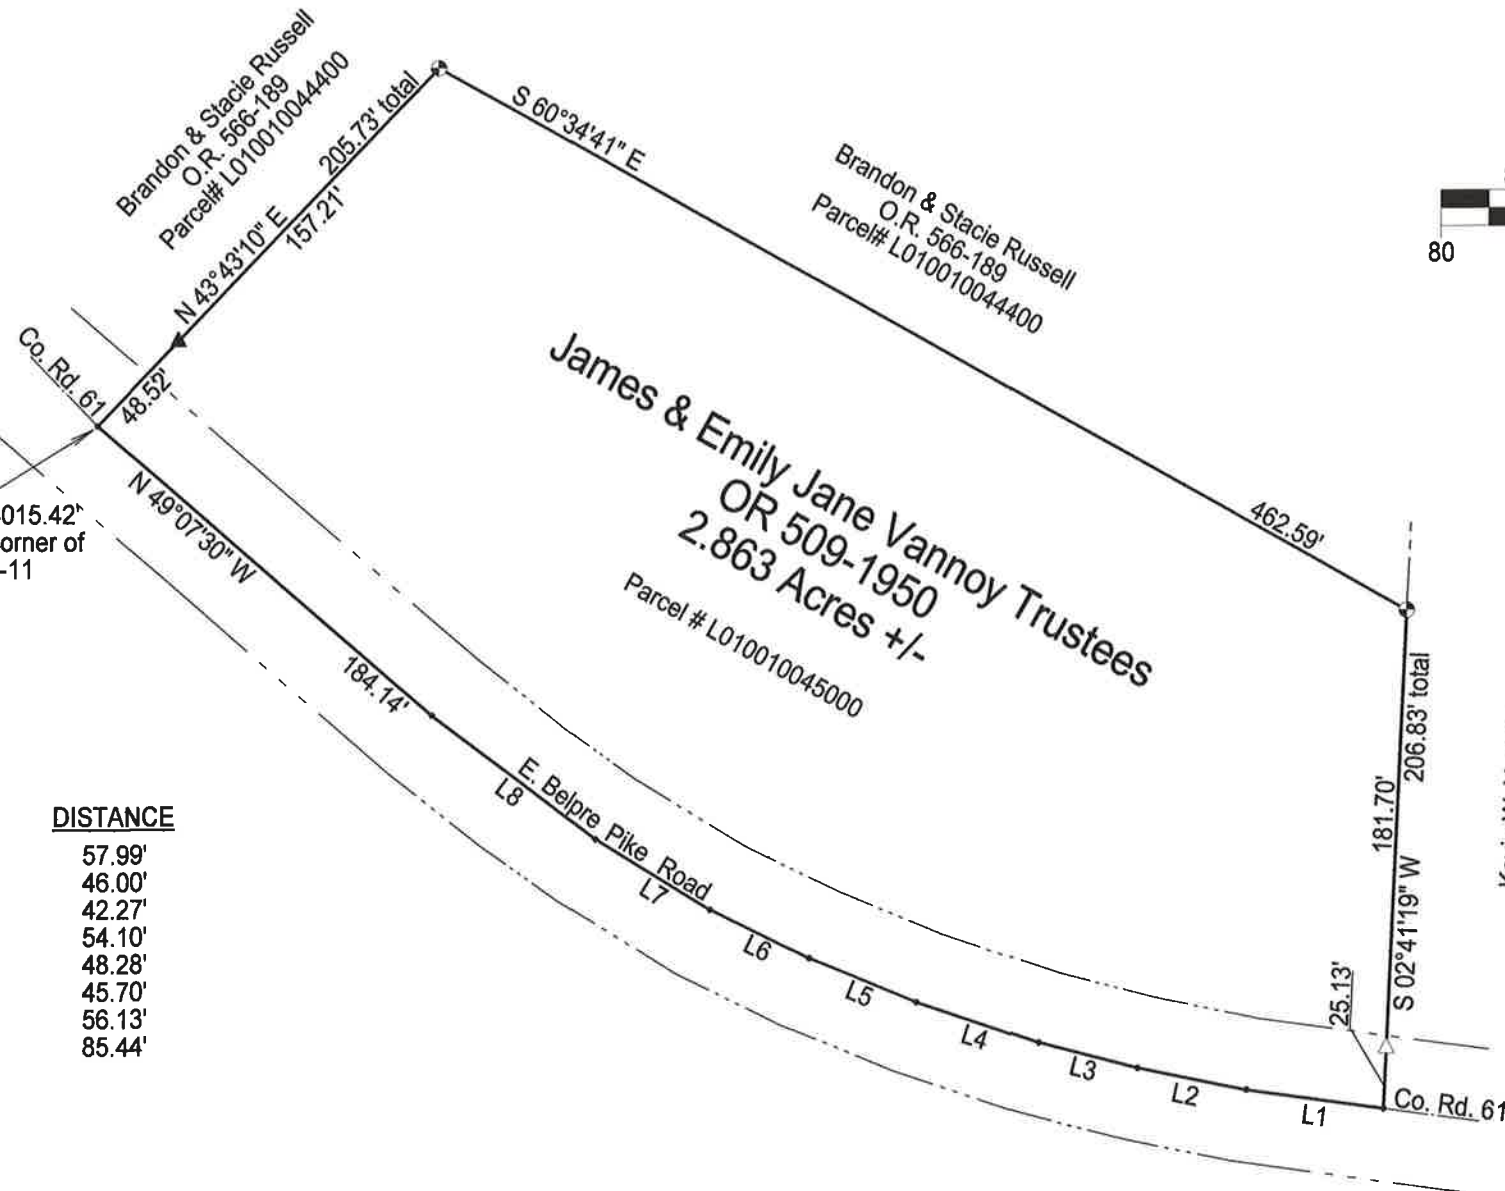 Brandon & Stacie Russell
O.R. 566-189
Parcel# L010010044400
205.73' total
157.21'
N 43°43'10" E
48.52'
Co. Rd. 61
S 60°34'41" E
462.59'
Brandon & Stacie Russell
O.R. 566-189
Parcel# L010010044400
80
James & Emily Jane Vannoy Trustees
OR 509-1950
2.863 Acres +/-
Parcel # L010010045000
015.42'
orner of
-11
N 49°07'30" W
184.14'
E. Belpre Pike Road
L8
L7
L6
L5
L4
L3
L2
L1
206.83' total
181.70'
S 02°41'19" W
25.13'
Co. Rd. 61
DISTANCE
57.99'
46.00'
42.27'
54.10'
48.28'
45.70'
56.13'
85.44'